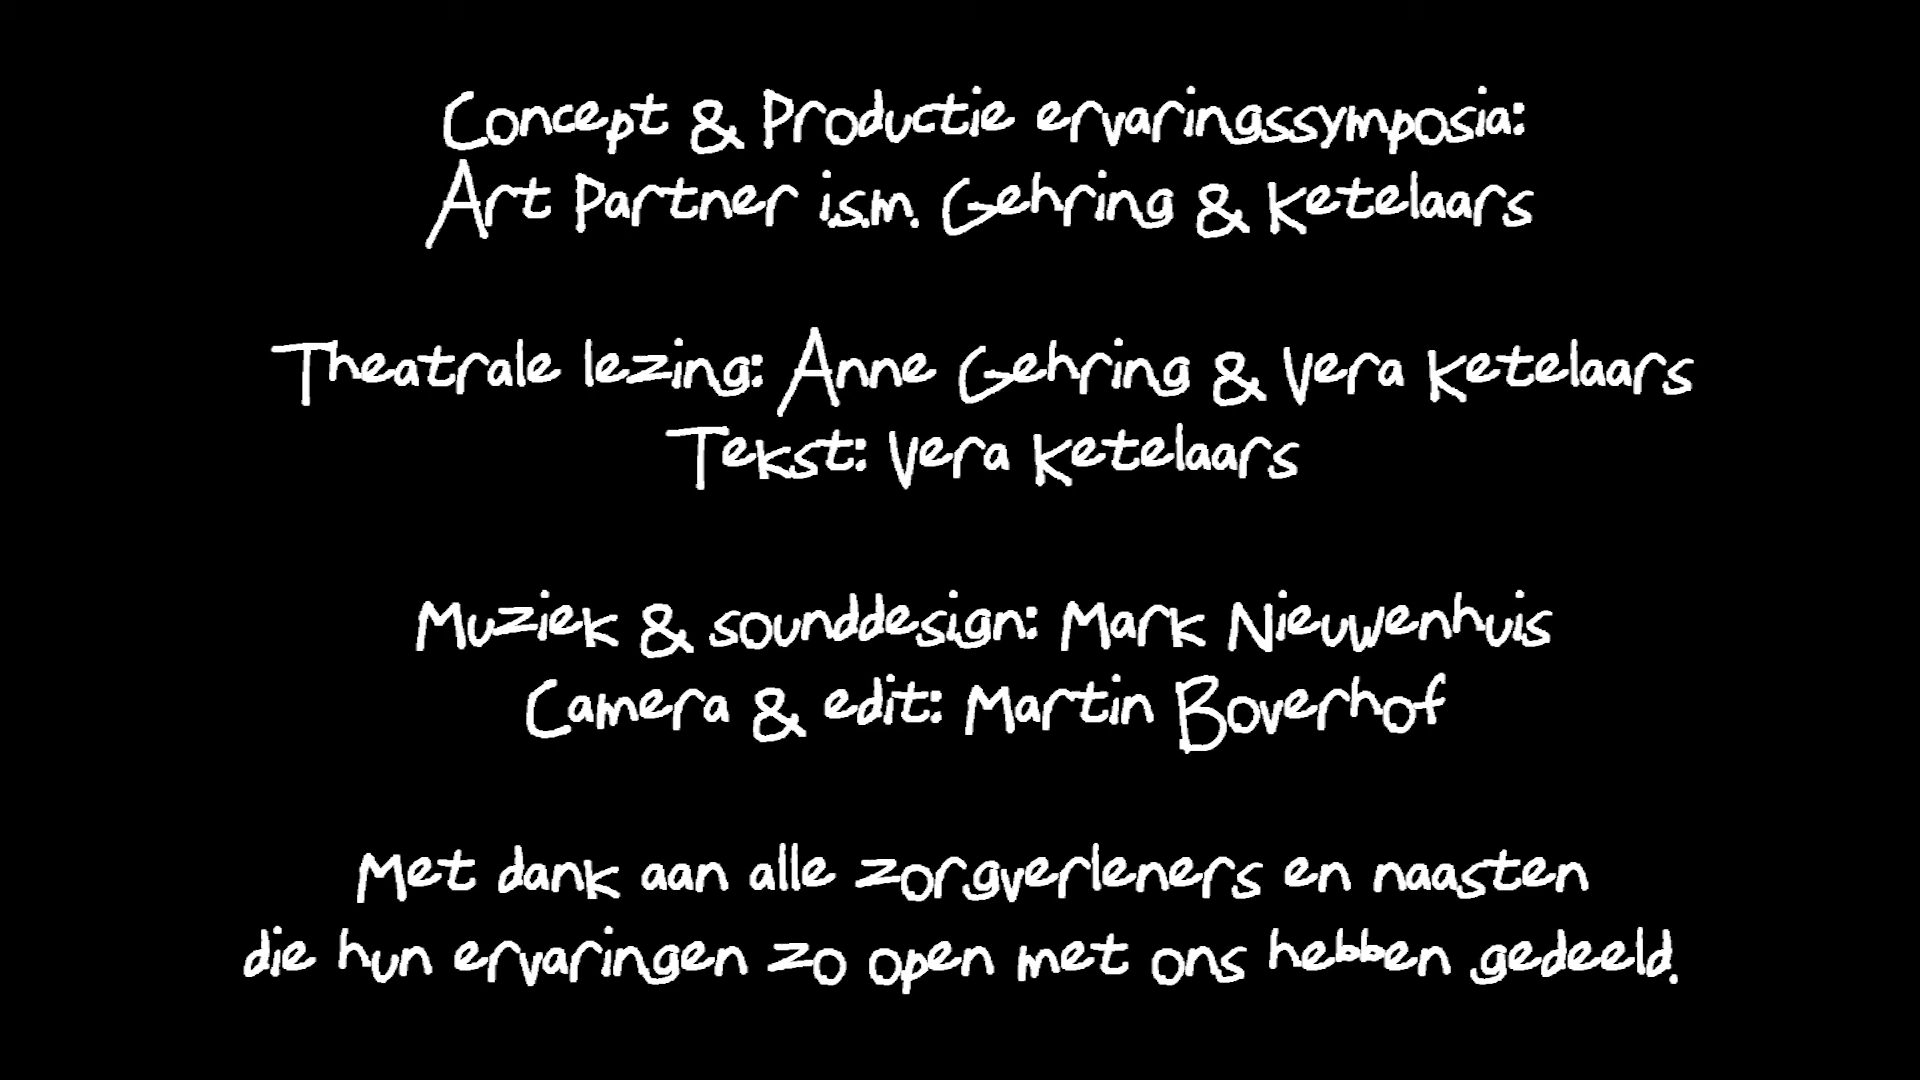 Concept & Productie ervaringssymposia:
Art Partner i.s.m. Gehring & Ketelaars
Theatrale lezing: Anne Gehring & Vera Ketelaars
Tekst: Vera Ketelaars
Muziek & sounddesign: Mark Nieuwenhuis
Camera & edit: Martin Boverhof
Met dank aan alle zorgverleners en naasten
die hun ervaringen zo open met ons hebben gedeeld.